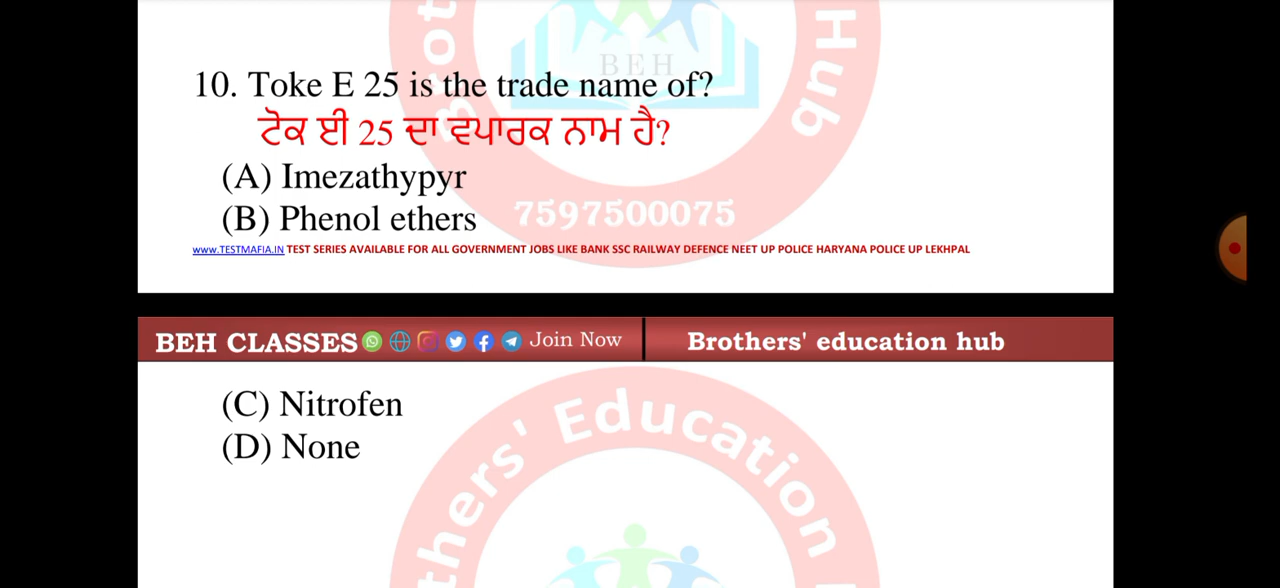 BEH
10. Toke E 25 is the trade name of?
ਟੋਕ ਈ 25 ਦਾ ਵਪਾਰਕ ਨਾਮ ਹੈ?
(A) Imezathypyr
(B) Phenol ethers
7597500075
www.TESTMAFIA.IN TEST SERIES AVAILABLE FOR ALL GOVERNMENT JOBS LIKE BANK SSC RAILWAY DEFENCE NEET UP POLICE HARYANA POLICE UP LEKHPAL
BEH CLASSES Join Now Brothers' education hub
(C) Nitrofen
(D) None
Education